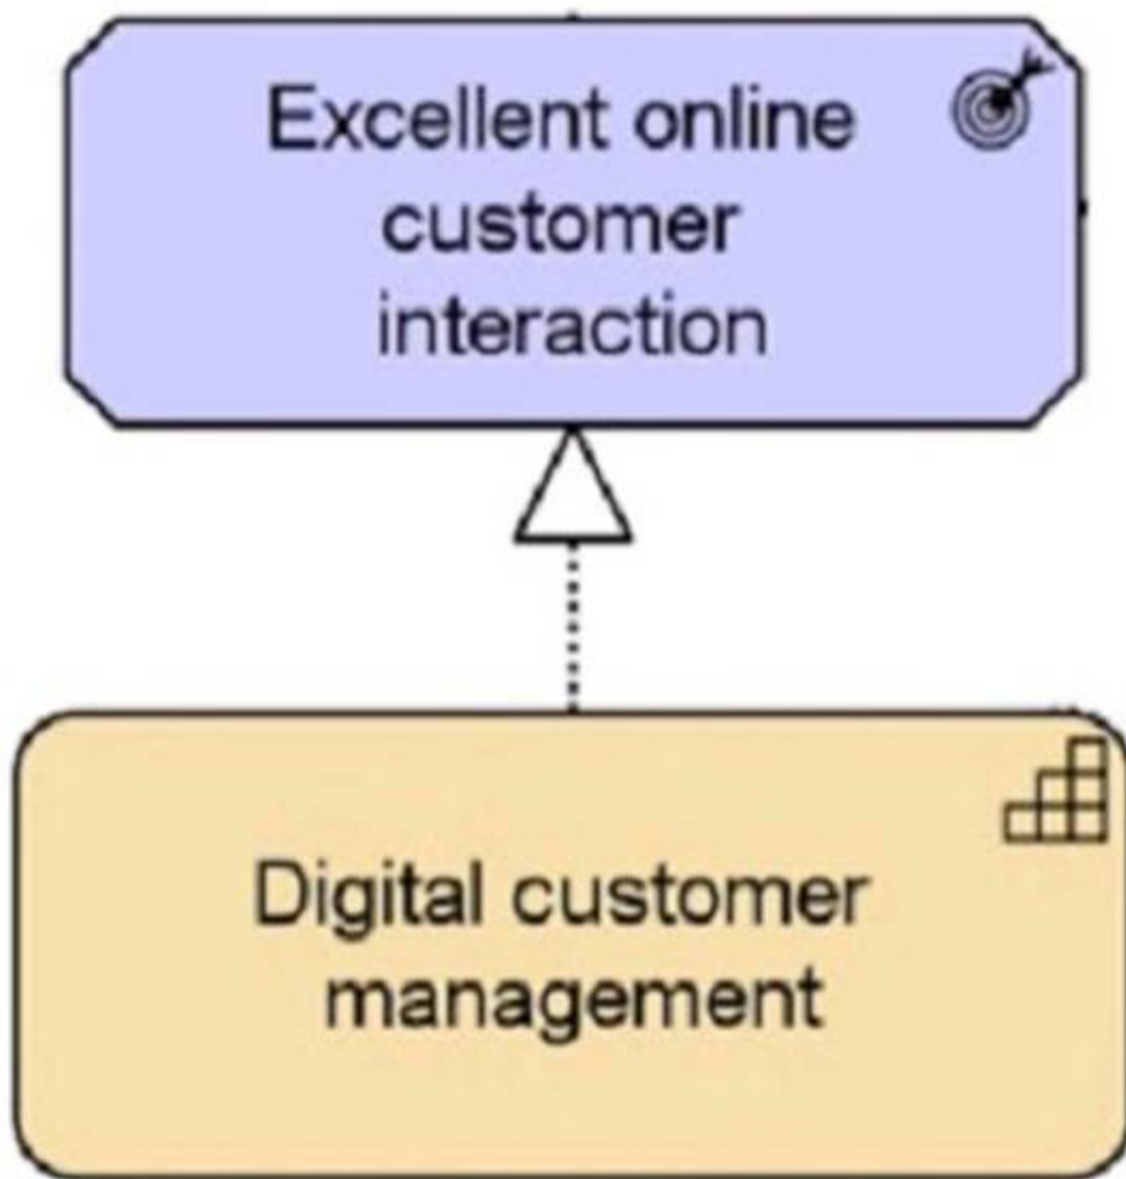 Excellent online
customer
interaction
Digital customer
management